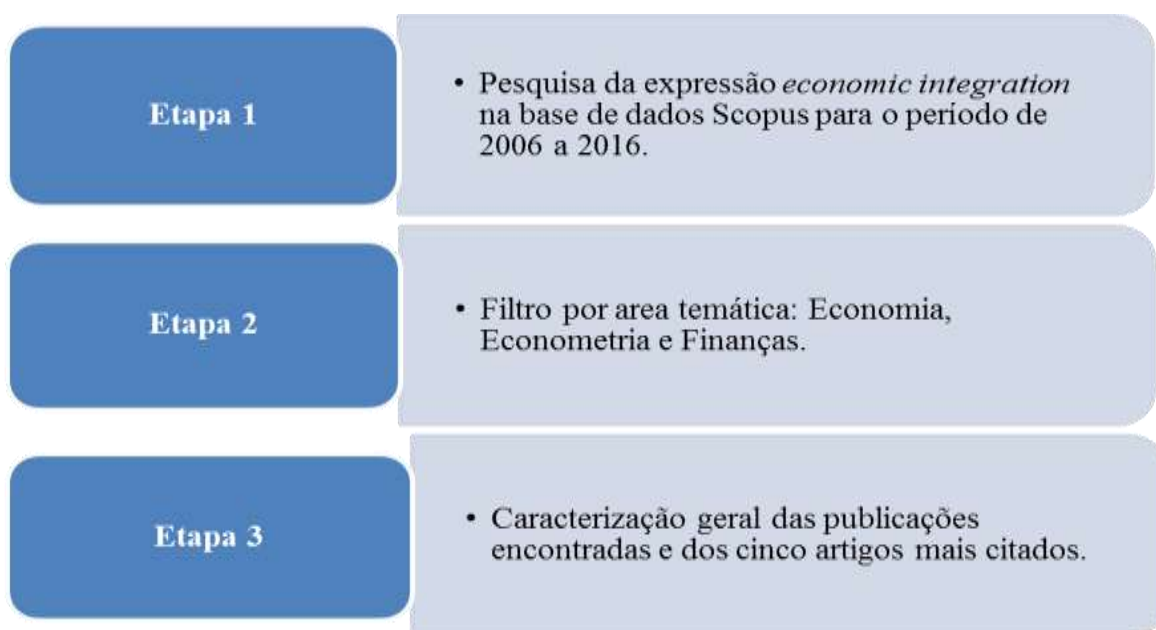 Etapa 1
• Pesquisa da expressão economic integration
na base de dados Scopus para o período de
2006 a 2016.
Etapa 2
• Filtro por area temática: Economia,
Econometria e Finanças.
Etapa 3
• Caracterização geral das publicações
encontradas e dos cinco artigos mais citados.